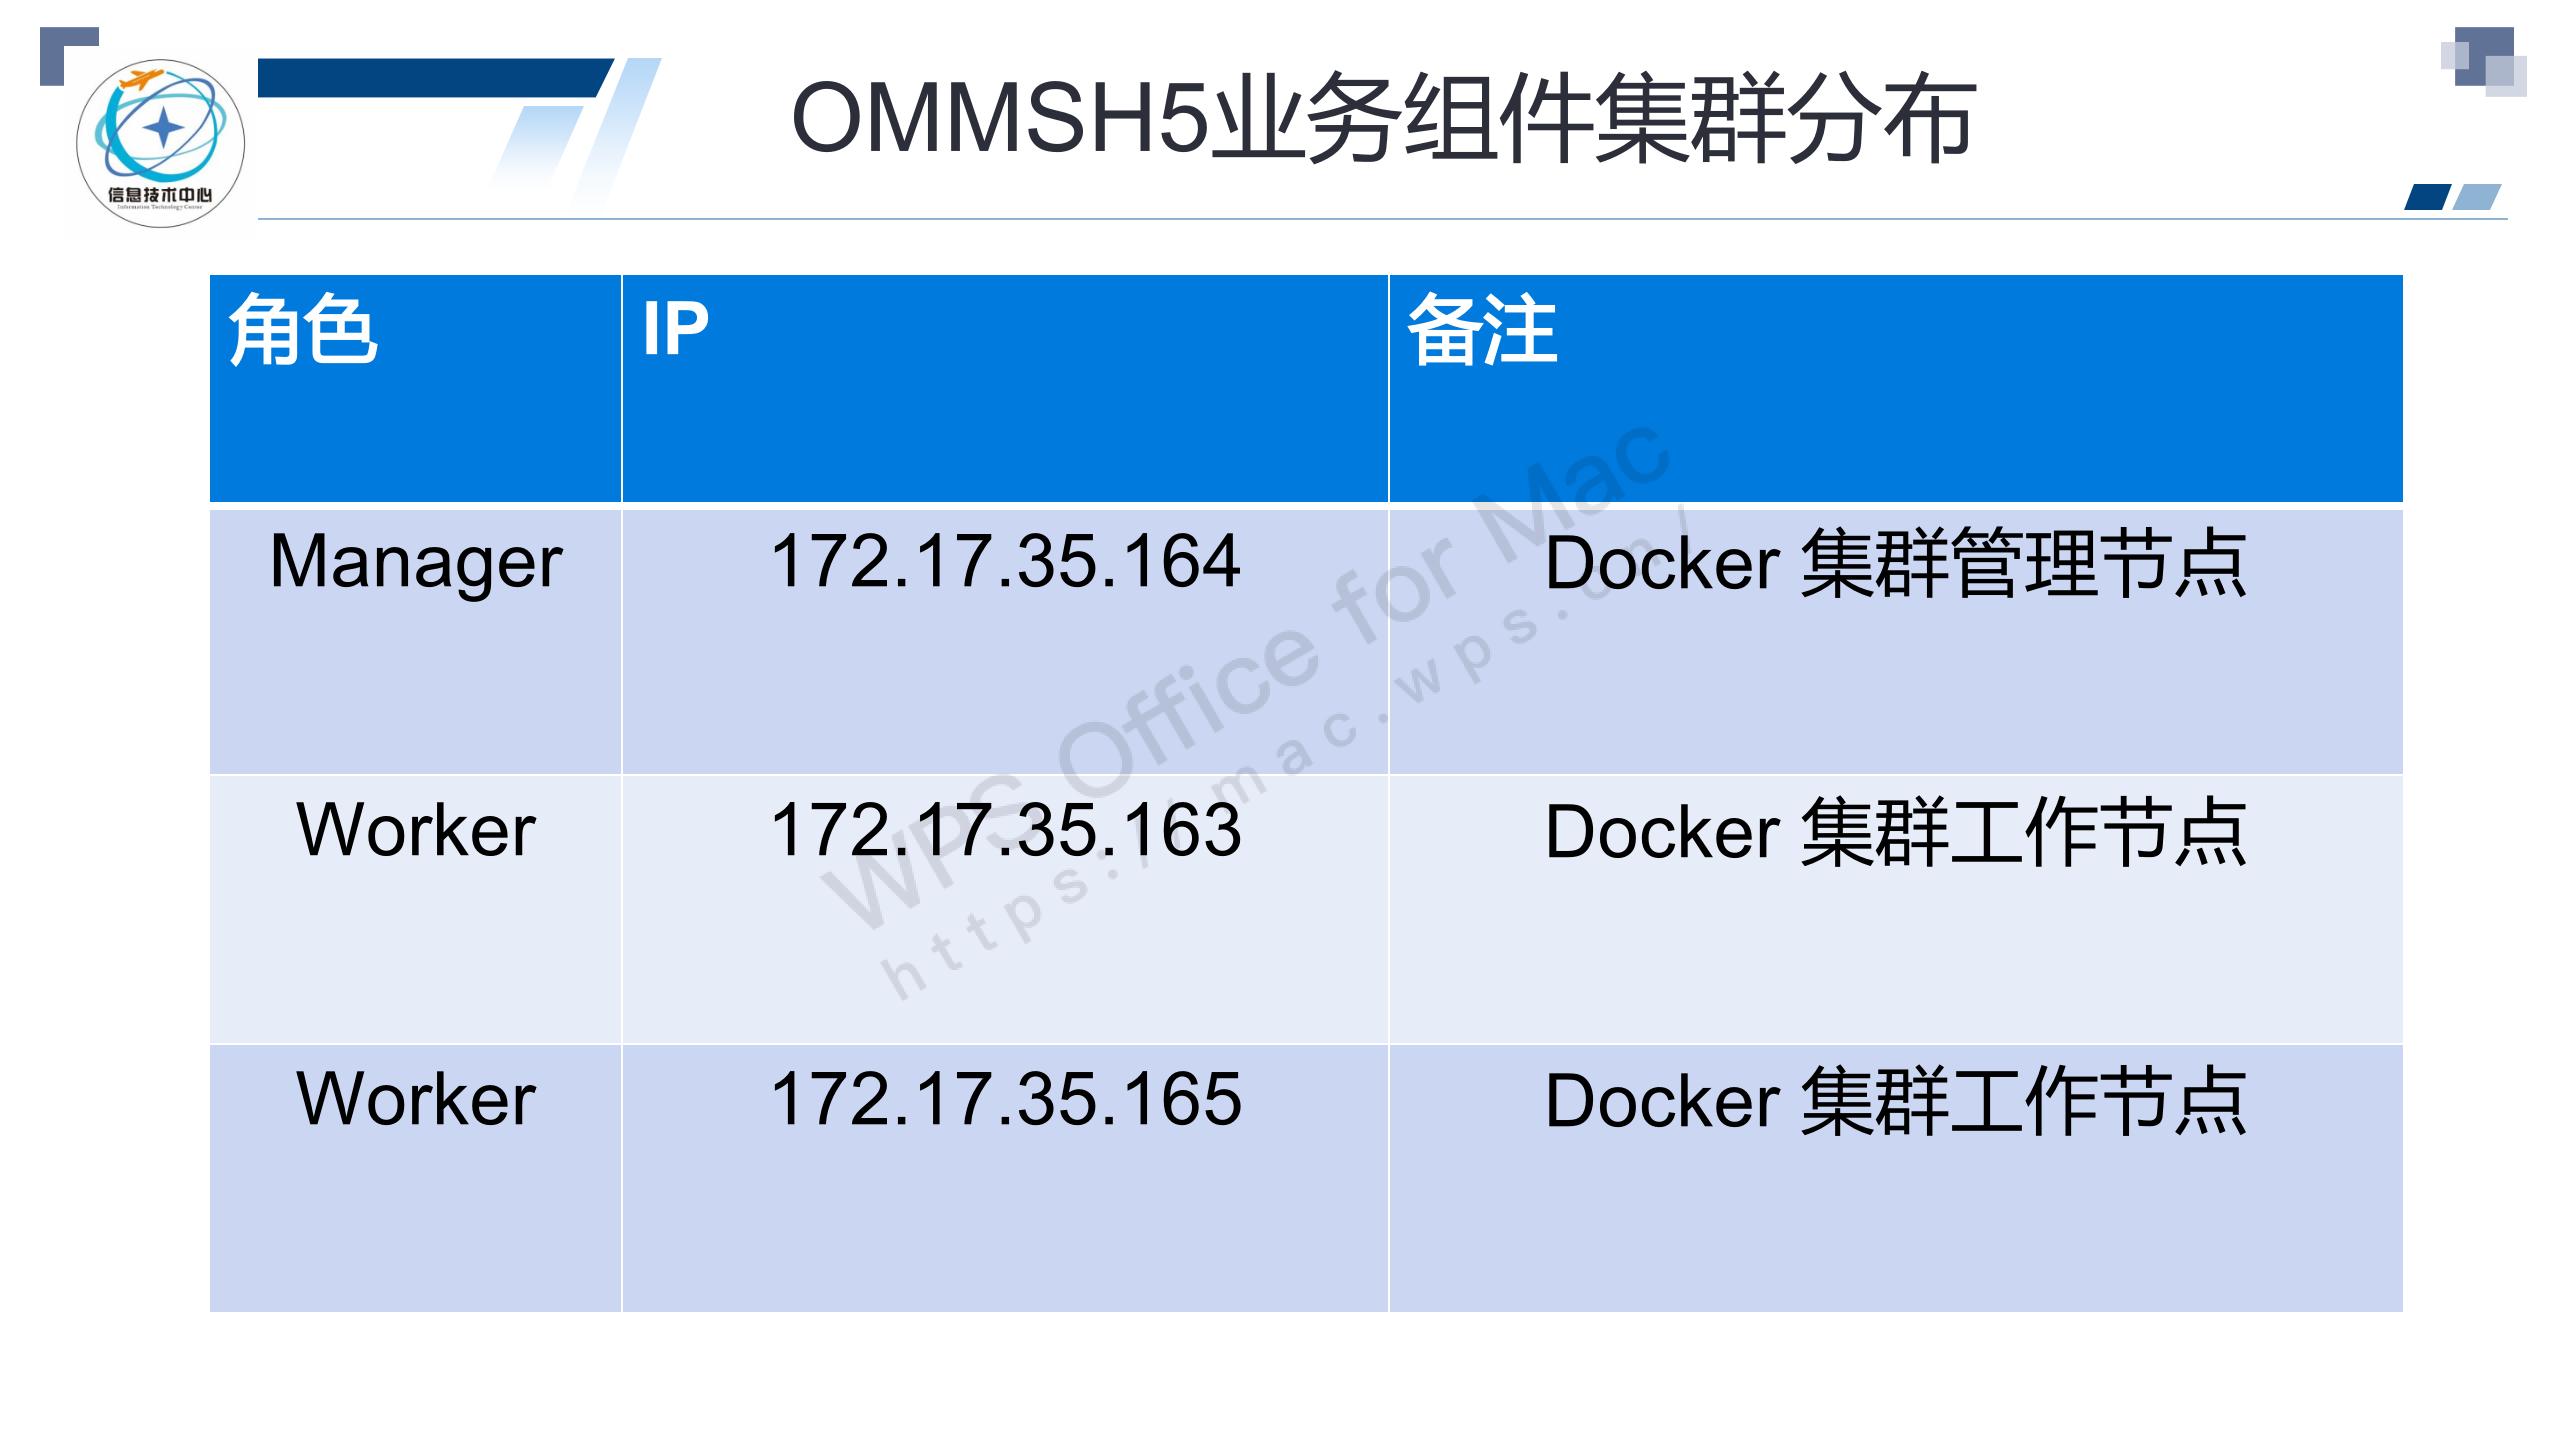 OMMSH5业务组件集群分布
信息技术中心
Information Technology Center
角色 IP 备注
Manager 172.17.35.164 Docker 集群管理节点
Worker 172.17.35.163 Docker 集群工作节点
Worker 172.17.35.165 Docker 集群工作节点
WPS Office for Mac
https://mac.wps.cn/